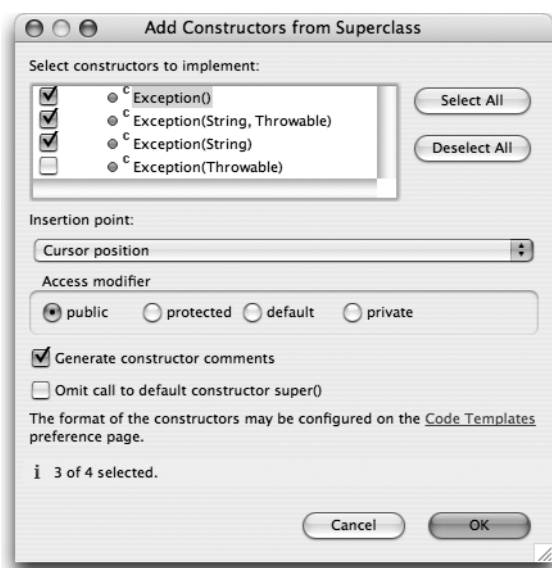 Add Constructors from Superclass
Select constructors to implement:
C Exception()
C Exception(String, Throwable)
C Exception(String)
C Exception(Throwable)
Select All
Deselect All
Insertion point:
Cursor position
Access modifier
public protected default private
Generate constructor comments
Omit call to default constructor super()
The format of the constructors may be configured on the Code Templates
preference page.
i 3 of 4 selected.
Cancel OK